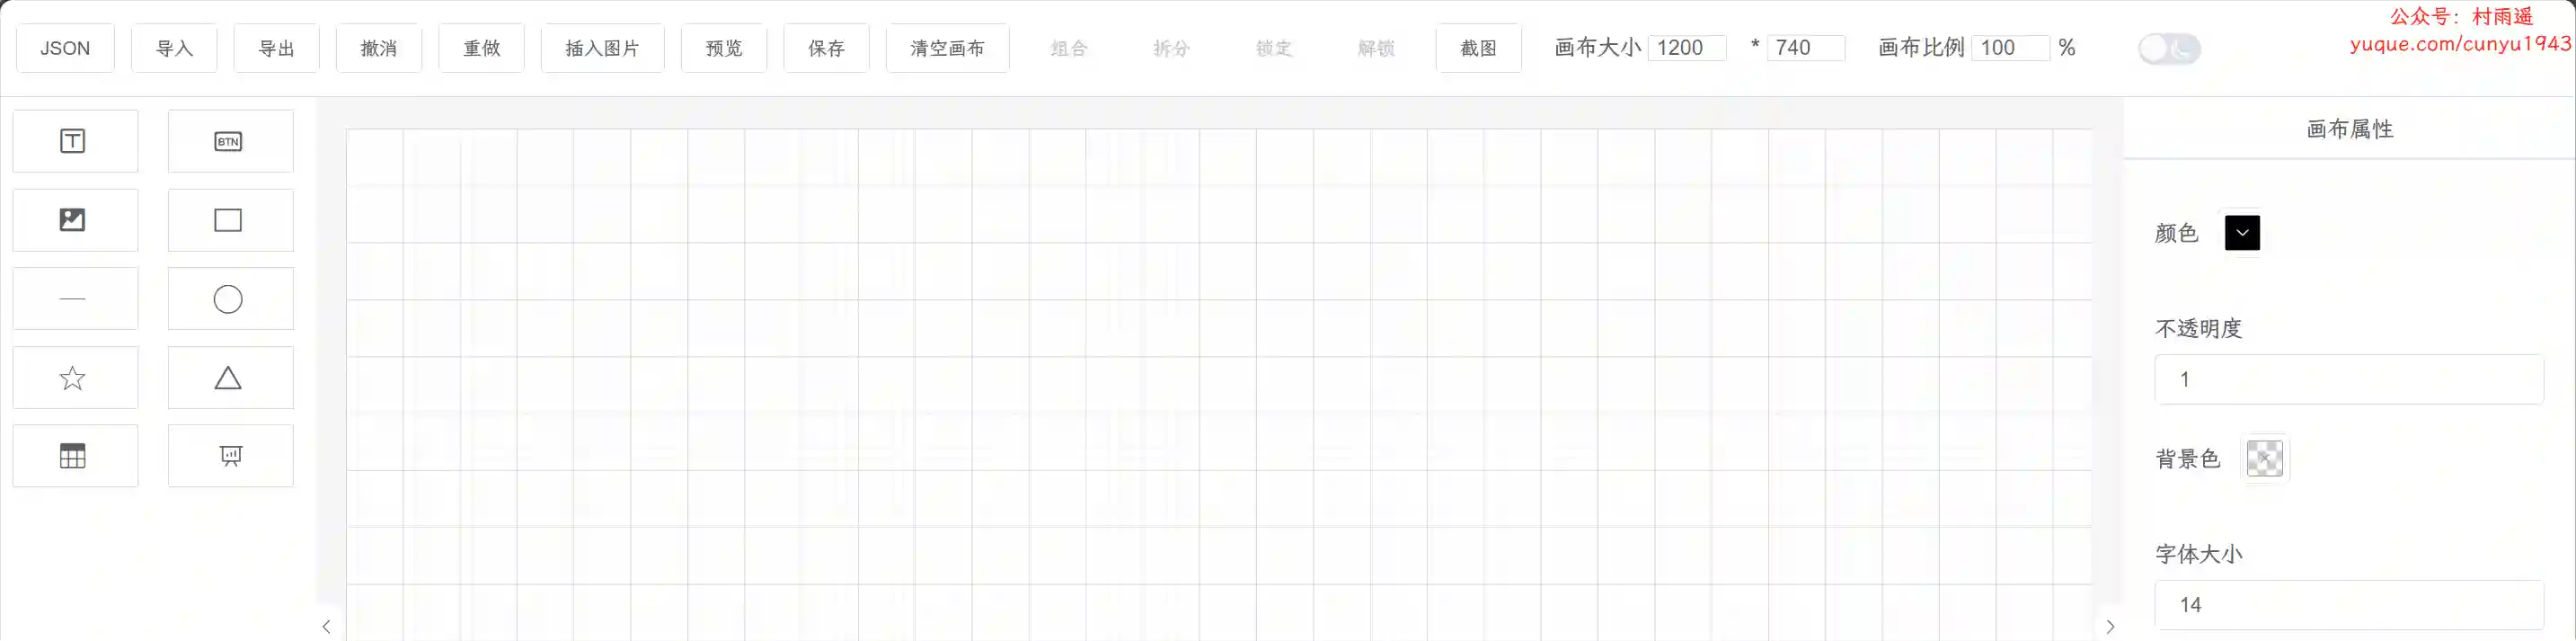 公众号：村雨遥
yuque.com/cunyu1943
JSON 导入 导出 撤消 重做 插入图片 预览 保存 清空画布 组合 拆分 锁定 解锁 截图 画布大小 1200 * 740 画布比例 100 %
T BTN
画布属性
颜色
不透明度
1
背景色
字体大小
14